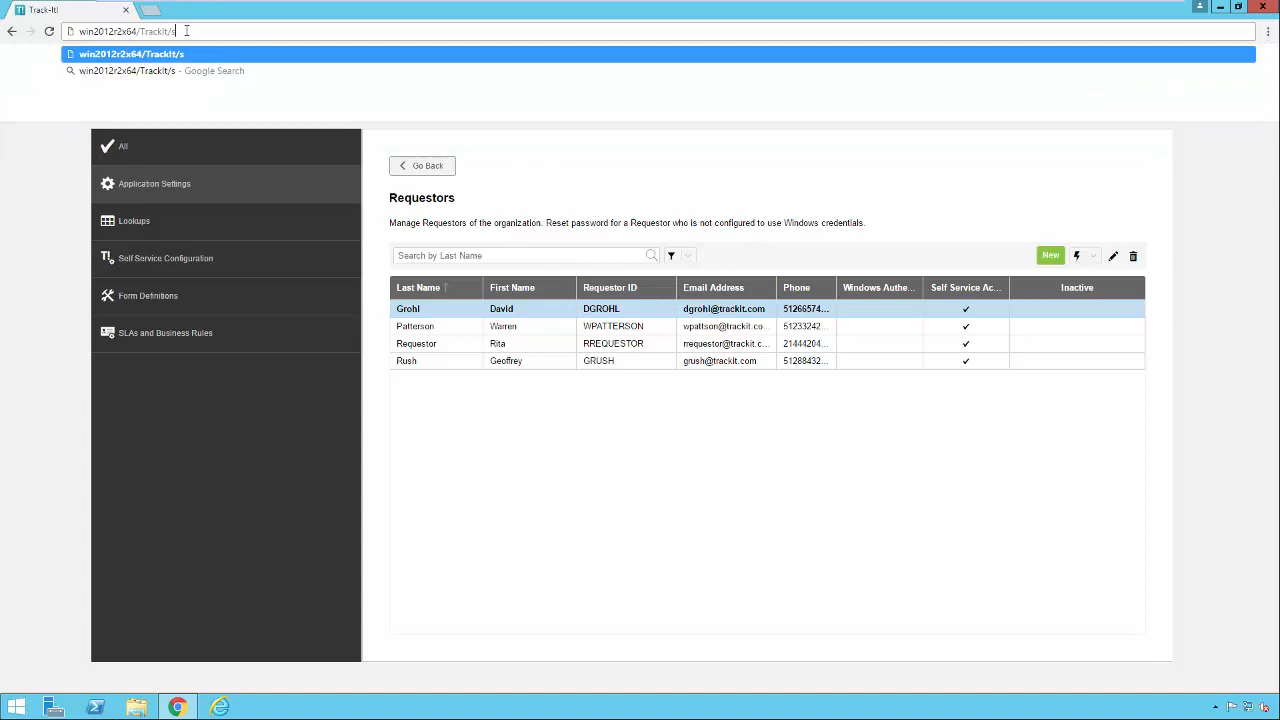 Track-It!
win2012r2x64/TrackIt/s
win2012r2x64/TrackIt/s
win2012r2x64/TrackIt/s - Google Search
All
Application Settings
Lookups
Self Service Configuration
Form Definitions
SLAs and Business Rules
Go Back
Requestors
Manage Requestors of the organization. Reset password for a Requestor who is not configured to use Windows credentials.
Search by Last Name
New
Last Name First Name Requestor ID Email Address Phone Windows Authe... Self Service Ac... Inactive
Grohl David DGROHL dgrohl@trackit.com 51266574...
Patterson Warren WPATTERSON wpattson@trackit.co... 51233242...
Requestor Rita RREQUESTOR rrequestor@trackit.c... 21444204...
Rush Geoffrey GRUSH grush@trackit.com 51288432...